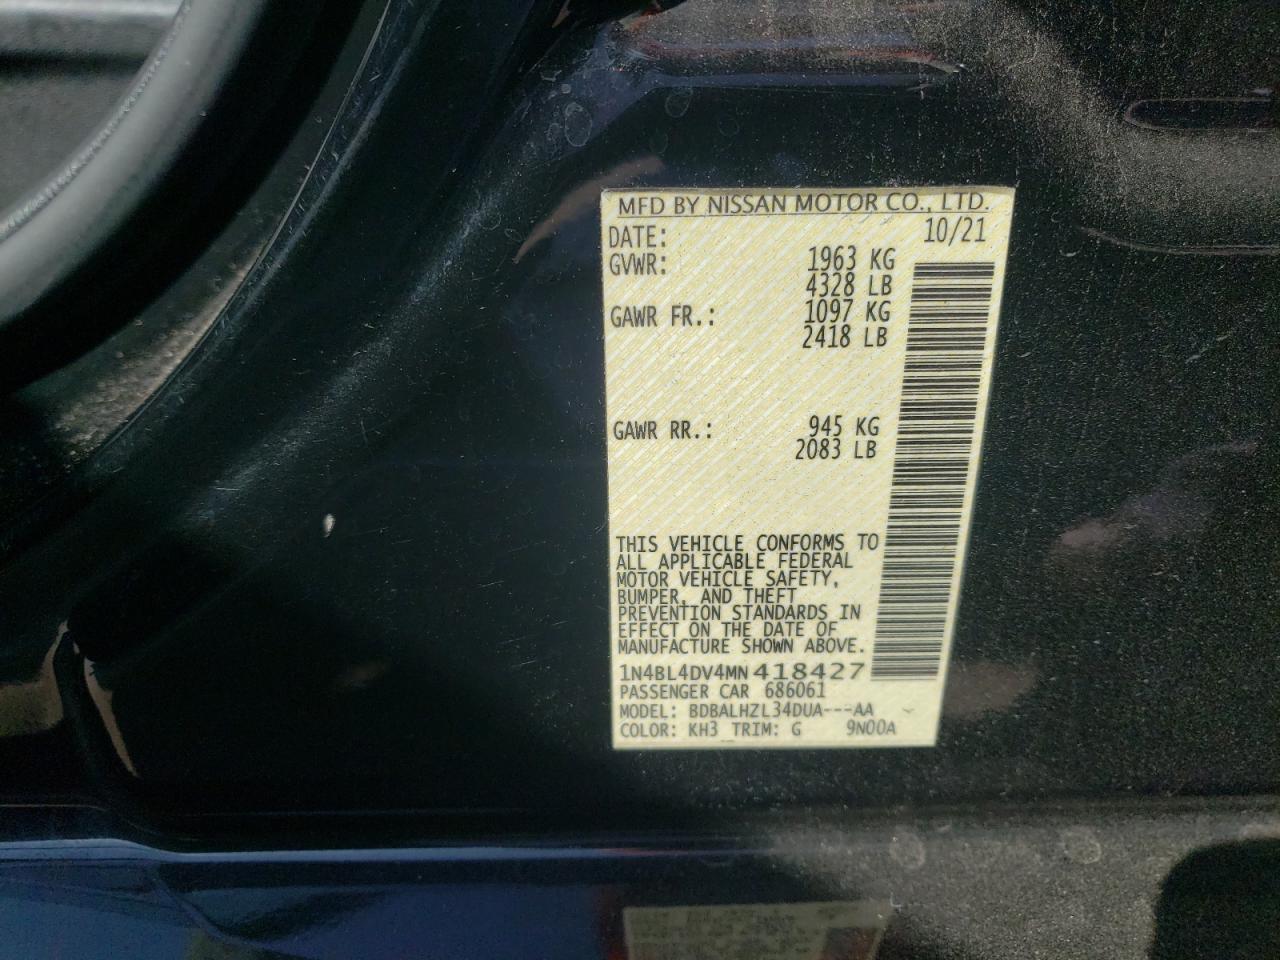 MFD BY NISSAN MOTOR CO., LTD.
DATE: 10/21
GVWR: 1963 KG
4328 LB
GAWR FR.: 1097 KG
2418 LB
GAWR RR.: 945 KG
2083 LB
THIS VEHICLE CONFORMS TO
ALL APPLICABLE FEDERAL
MOTOR VEHICLE SAFETY,
BUMPER, AND THEFT
PREVENTION STANDARDS IN
EFFECT ON THE DATE OF
MANUFACTURE SHOWN ABOVE.
1N4BL4DV4MN418427
PASSENGER CAR 686061
MODEL: BDBALHZL34DUA---AA
COLOR: KH3 TRIM: G 9N00A